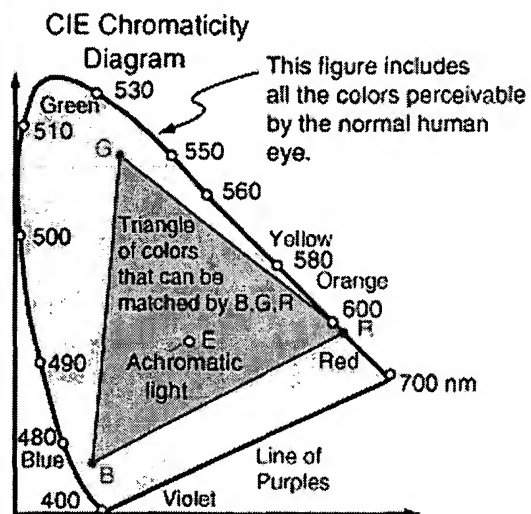 CIE Chromaticity
Diagram
This figure includes
all the colors perceivable
by the normal human
eye.
530
Green
510
G
550
560
500
Triangle
of colors
that can be
matched by B,G,R
Yellow
580
Orange
600
R
E
Achromatic
light
Red
490
700 nm
480
Blue
B
Line of
Purples
400
Violet